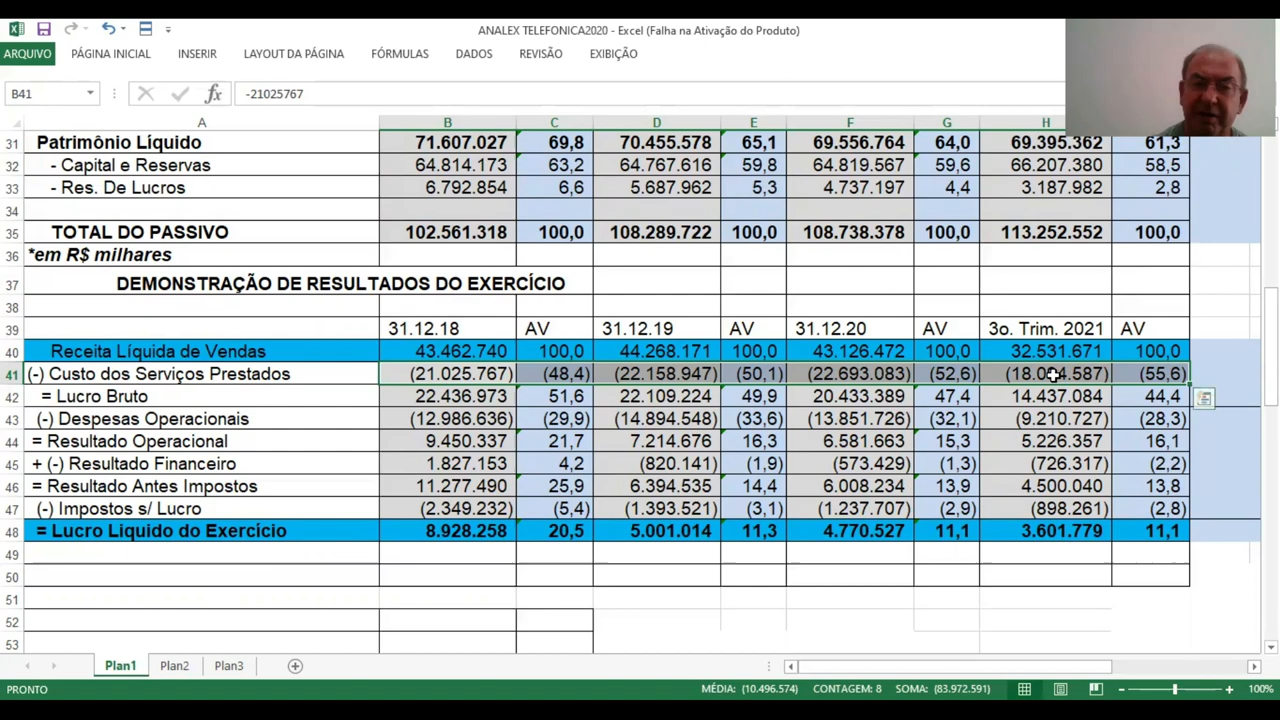 ANALEX TELEFONICA2020 - Excel (Falha na Ativação do Produto)
ARQUIVO PÁGINA INICIAL INSERIR LAYOUT DA PÁGINA FÓRMULAS DADOS REVISÃO EXIBIÇÃO
B41 fx -21025767
A B C D E F G H I
31 Patrimônio Líquido 71.607.027 69,8 70.455.578 65,1 69.556.764 64,0 69.395.362 61,3
32 - Capital e Reservas 64.814.173 63,2 64.767.616 59,8 64.819.567 59,6 66.207.380 58,5
33 - Res. De Lucros 6.792.854 6,6 5.687.962 5,3 4.737.197 4,4 3.187.982 2,8
34
35 TOTAL DO PASSIVO 102.561.318 100,0 108.289.722 100,0 108.738.378 100,0 113.252.552 100,0
36 *em R$ milhares
37 DEMONSTRAÇÃO DE RESULTADOS DO EXERCÍCIO
38
39 31.12.18 AV 31.12.19 AV 31.12.20 AV 3o. Trim. 2021 AV
40 Receita Líquida de Vendas 43.462.740 100,0 44.268.171 100,0 43.126.472 100,0 32.531.671 100,0
41 (-) Custo dos Serviços Prestados (21.025.767) (48,4) (22.158.947) (50,1) (22.693.083) (52,6) (55,6)
42 = Lucro Bruto 22.436.973 51,6 22.109.224 49,9 20.433.389 47,4 14.437.084 44,4
43 (-) Despesas Operacionais (12.986.636) (29,9) (14.894.548) (33,6) (13.851.726) (32,1) (9.210.727) (28,3)
44 = Resultado Operacional 9.450.337 21,7 7.214.676 16,3 6.581.663 15,3 5.226.357 16,1
45 + (-) Resultado Financeiro 1.827.153 4,2 (820.141) (1,9) (573.429) (1,3) (726.317) (2,2)
46 = Resultado Antes Impostos 11.277.490 25,9 6.394.535 14,4 6.008.234 13,9 4.500.040 13,8
47 (-) Impostos s/ Lucro (2.349.232) (5,4) (1.393.521) (3,1) (1.237.707) (2,9) (898.261) (2,8)
48 = Lucro Liquido do Exercício 8.928.258 20,5 5.001.014 11,3 4.770.527 11,1 3.601.779 11,1
49
50
51
52
53
Plan1 Plan2 Plan3
PRONTO MÉDIA: (10.496.574) CONTAGEM: 8 SOMA: (83.972.591) 100%